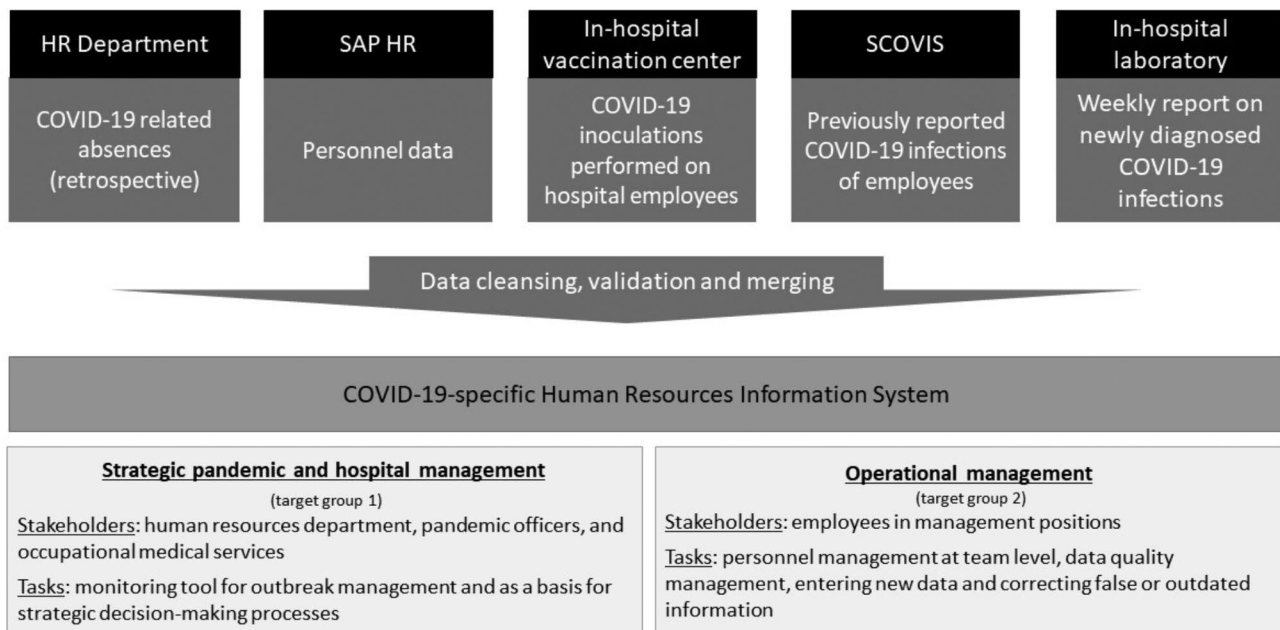 HR Department
COVID-19 related
absences
(retrospective)
SAP HR
Personnel data
In-hospital
vaccination center
COVID-19
inoculations
performed on
hospital employees
SCOVIS
Previously reported
COVID-19 infections
of employees
In-hospital
laboratory
Weekly report on
newly diagnosed
COVID-19
infections
Data cleansing, validation and merging
COVID-19-specific Human Resources Information System
Strategic pandemic and hospital management
(target group 1)
Stakeholders: human resources department, pandemic officers, and
occupational medical services
Tasks: monitoring tool for outbreak management and as a basis for
strategic decision-making processes
Operational management
(target group 2)
Stakeholders: employees in management positions
Tasks: personnel management at team level, data quality
management, entering new data and correcting false or outdated
information